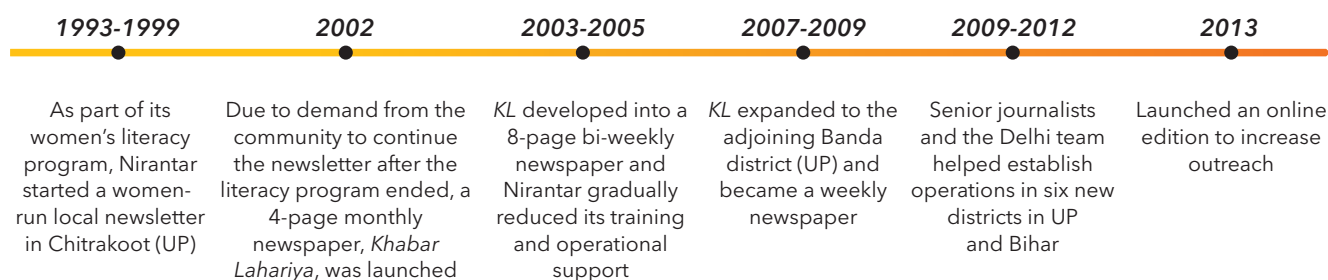 1993-1999
As part of its
women’s literacy
program, Nirantar
started a women-
run local newsletter
in Chitrakoot (UP)
2002
Due to demand from the
community to continue
the newsletter after the
literacy program ended, a
4-page monthly
newspaper, Khabar
Lahariya, was launched
2003-2005
KL developed into a
8-page bi-weekly
newspaper and
Nirantar gradually
reduced its training
and operational
support
2007-2009
KL expanded to the
adjoining Banda
district (UP) and
became a weekly
newspaper
2009-2012
Senior journalists
and the Delhi team
helped establish
operations in six new
districts in UP
and Bihar
2013
Launched an online
edition to increase
outreach